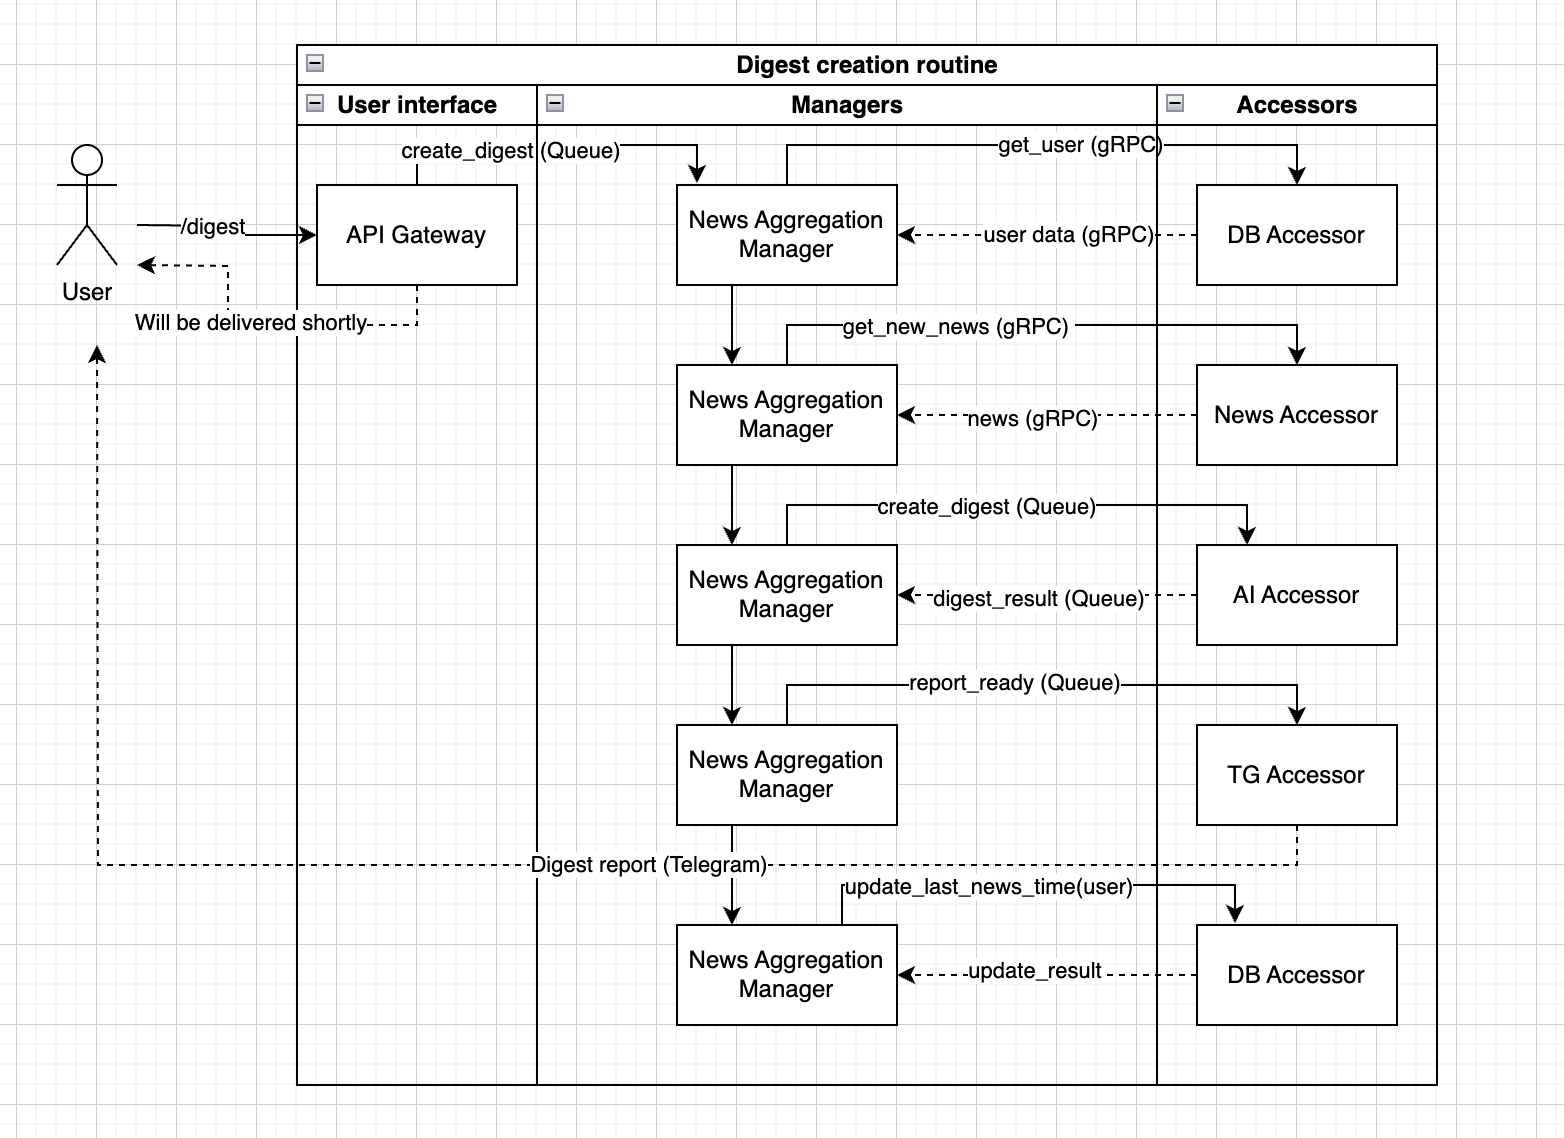 Digest creation routine
User interface
Managers
Accessors
create_digest (Queue)
get_user (gRPC)
/digest
API Gateway
News Aggregation
Manager
user data (gRPC)
DB Accessor
User
Will be delivered shortly
get_new_news (gRPC)
News Aggregation
Manager
news (gRPC)
News Accessor
create_digest (Queue)
News Aggregation
Manager
digest_result (Queue)
AI Accessor
report_ready (Queue)
News Aggregation
Manager
TG Accessor
Digest report (Telegram)
update_last_news_time(user)
News Aggregation
Manager
update_result
DB Accessor